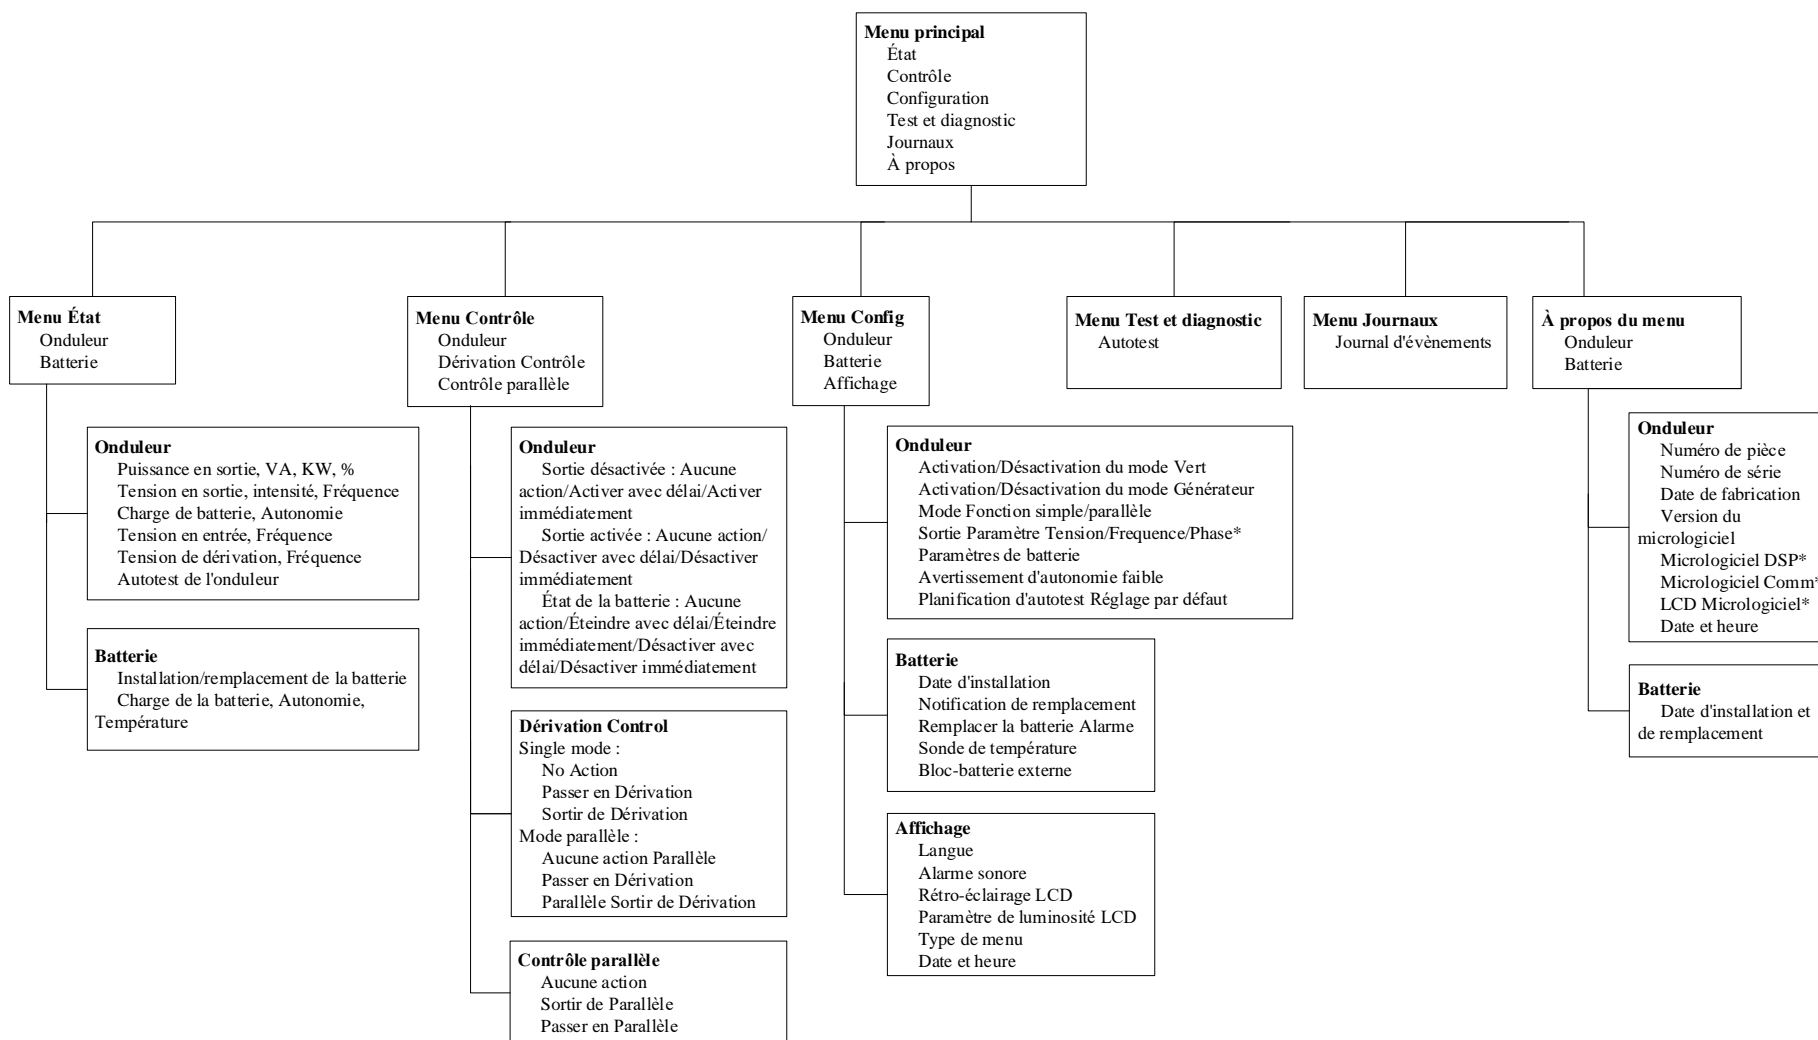 Menu principal
État
Contrôle
Configuration
Test et diagnostic
Journaux
À propos
Menu État
Onduleur
Batterie
Onduleur
Puissance en sortie, VA, KW, %
Tension en sortie, intensité, Fréquence
Charge de batterie, Autonomie
Tension en entrée, Fréquence
Tension de dérivation, Fréquence
Autotest de l'onduleur
Batterie
Installation/remplacement de la batterie
Charge de la batterie, Autonomie,
Température
Menu Contrôle
Onduleur
Dérivation Contrôle
Contrôle parallèle
Onduleur
Sortie désactivée : Aucune
action/Activer avec délai/Activer
immédiatement
Sortie activée : Aucune action/
Désactiver avec délai/Désactiver
immédiatement
État de la batterie : Aucune
action/Éteindre avec délai/Éteindre
immédiatement/Désactiver avec
délai/Désactiver immédiatement
Dérivation Control
Single mode :
No Action
Passer en Dérivation
Sortir de Dérivation
Mode parallèle :
Aucune action Parallèle
Passer en Dérivation
Parallèle Sortir de Dérivation
Contrôle parallèle
Aucune action
Sortir de Parallèle
Passer en Parallèle
Menu Config
Onduleur
Batterie
Affichage
Onduleur
Activation/Désactivation du mode Vert
Activation/Désactivation du mode Générateur
Mode Fonction simple/parallèle
Sortie Paramètre Tension/Frequence/Phase*
Paramètres de batterie
Avertissement d'autonomie faible
Planification d'autotest Réglage par défaut
Batterie
Date d'installation
Notification de remplacement
Remplacer la batterie Alarme
Sonde de température
Bloc-batterie externe
Affichage
Langue
Alarme sonore
Rétro-éclairage LCD
Paramètre de luminosité LCD
Type de menu
Date et heure
Menu Test et diagnostic
Autotest
Menu Journaux
Journal d'évènements
À propos du menu
Onduleur
Batterie
Onduleur
Numéro de pièce
Numéro de série
Date de fabrication
Version du
micrologiciel
Micrologiciel DSP*
Micrologiciel Comm*
LCD Micrologiciel*
Date et heure
Batterie
Date d'installation et
de remplacement